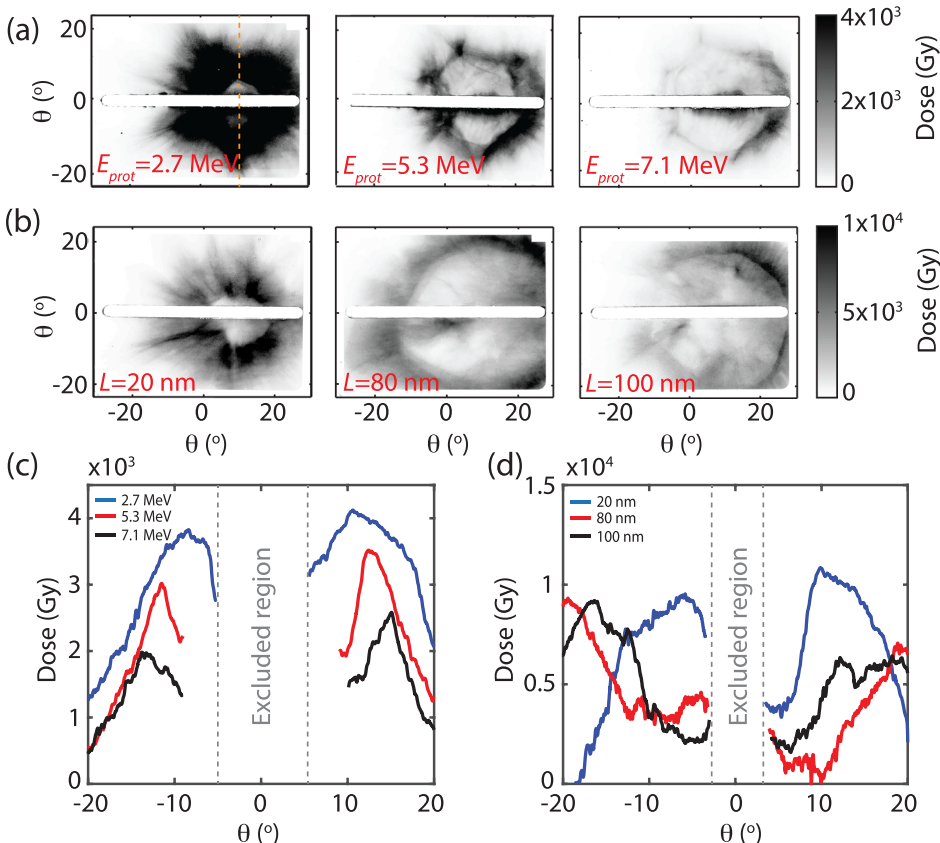 (a)
20
0
-20
θ (°)
E_prot=2.7 MeV
E_prot=5.3 MeV
E_prot=7.1 MeV
4x10³
2x10³
0
Dose (Gy)
(b)
20
0
-20
θ (°)
L=20 nm
L=80 nm
L=100 nm
1x10⁴
5x10³
0
Dose (Gy)
-20 0 20
-20 0 20
-20 0 20
θ (°)
θ (°)
θ (°)
(c)
x10³
4
3
2
1
0
Dose (Gy)
2.7 MeV
5.3 MeV
7.1 MeV
Excluded region
-20 -10 0 10 20
θ (°)
(d)
x10⁴
1.5
1
0.5
0
Dose (Gy)
20 nm
80 nm
100 nm
Excluded region
-20 -10 0 10 20
θ (°)